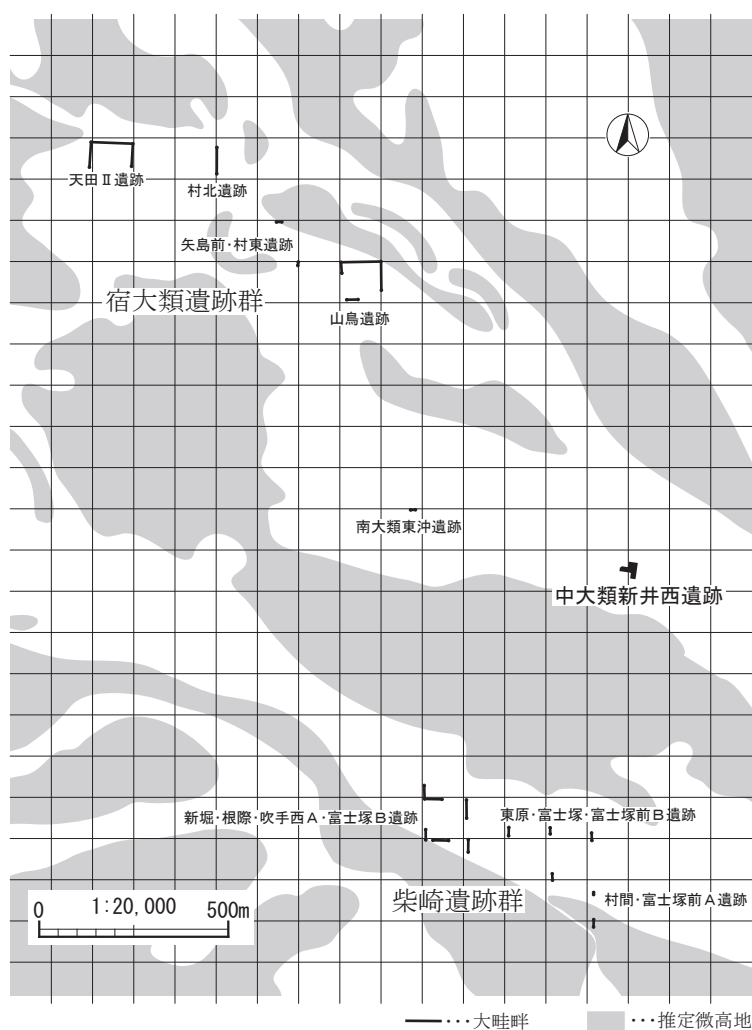 天田Ⅱ遺跡
村北遺跡
矢島前・村東遺跡
宿大類遺跡群
山鳥遺跡
南大類東沖遺跡
中大類新井西遺跡
新堀・根際・吹手西A・富士塚B遺跡
東原・富士塚・富士塚前B遺跡
柴崎遺跡群
村間・富士塚前A遺跡
0 1:20,000 500m
・・・大畦畔
・・・推定微高地